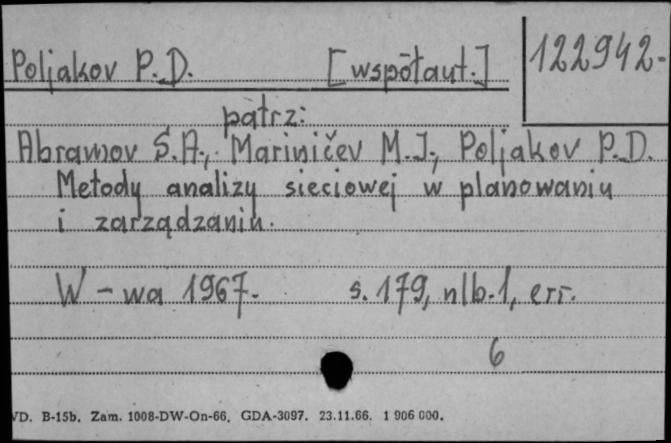 Poljakov P.D. [współaut.] 122942.
patrz:
Abramov S.A., Mariničev M.I., Poljakov P.D.
Metody analizy sieciowej w planowaniu
i zarządzaniu.
W-wa 1967. s. 179, nlb. 1, err.
6
VD. B-15b. Zam. 1008-DW-On-66. GDA-3097. 23.11.66. 1 906 000.